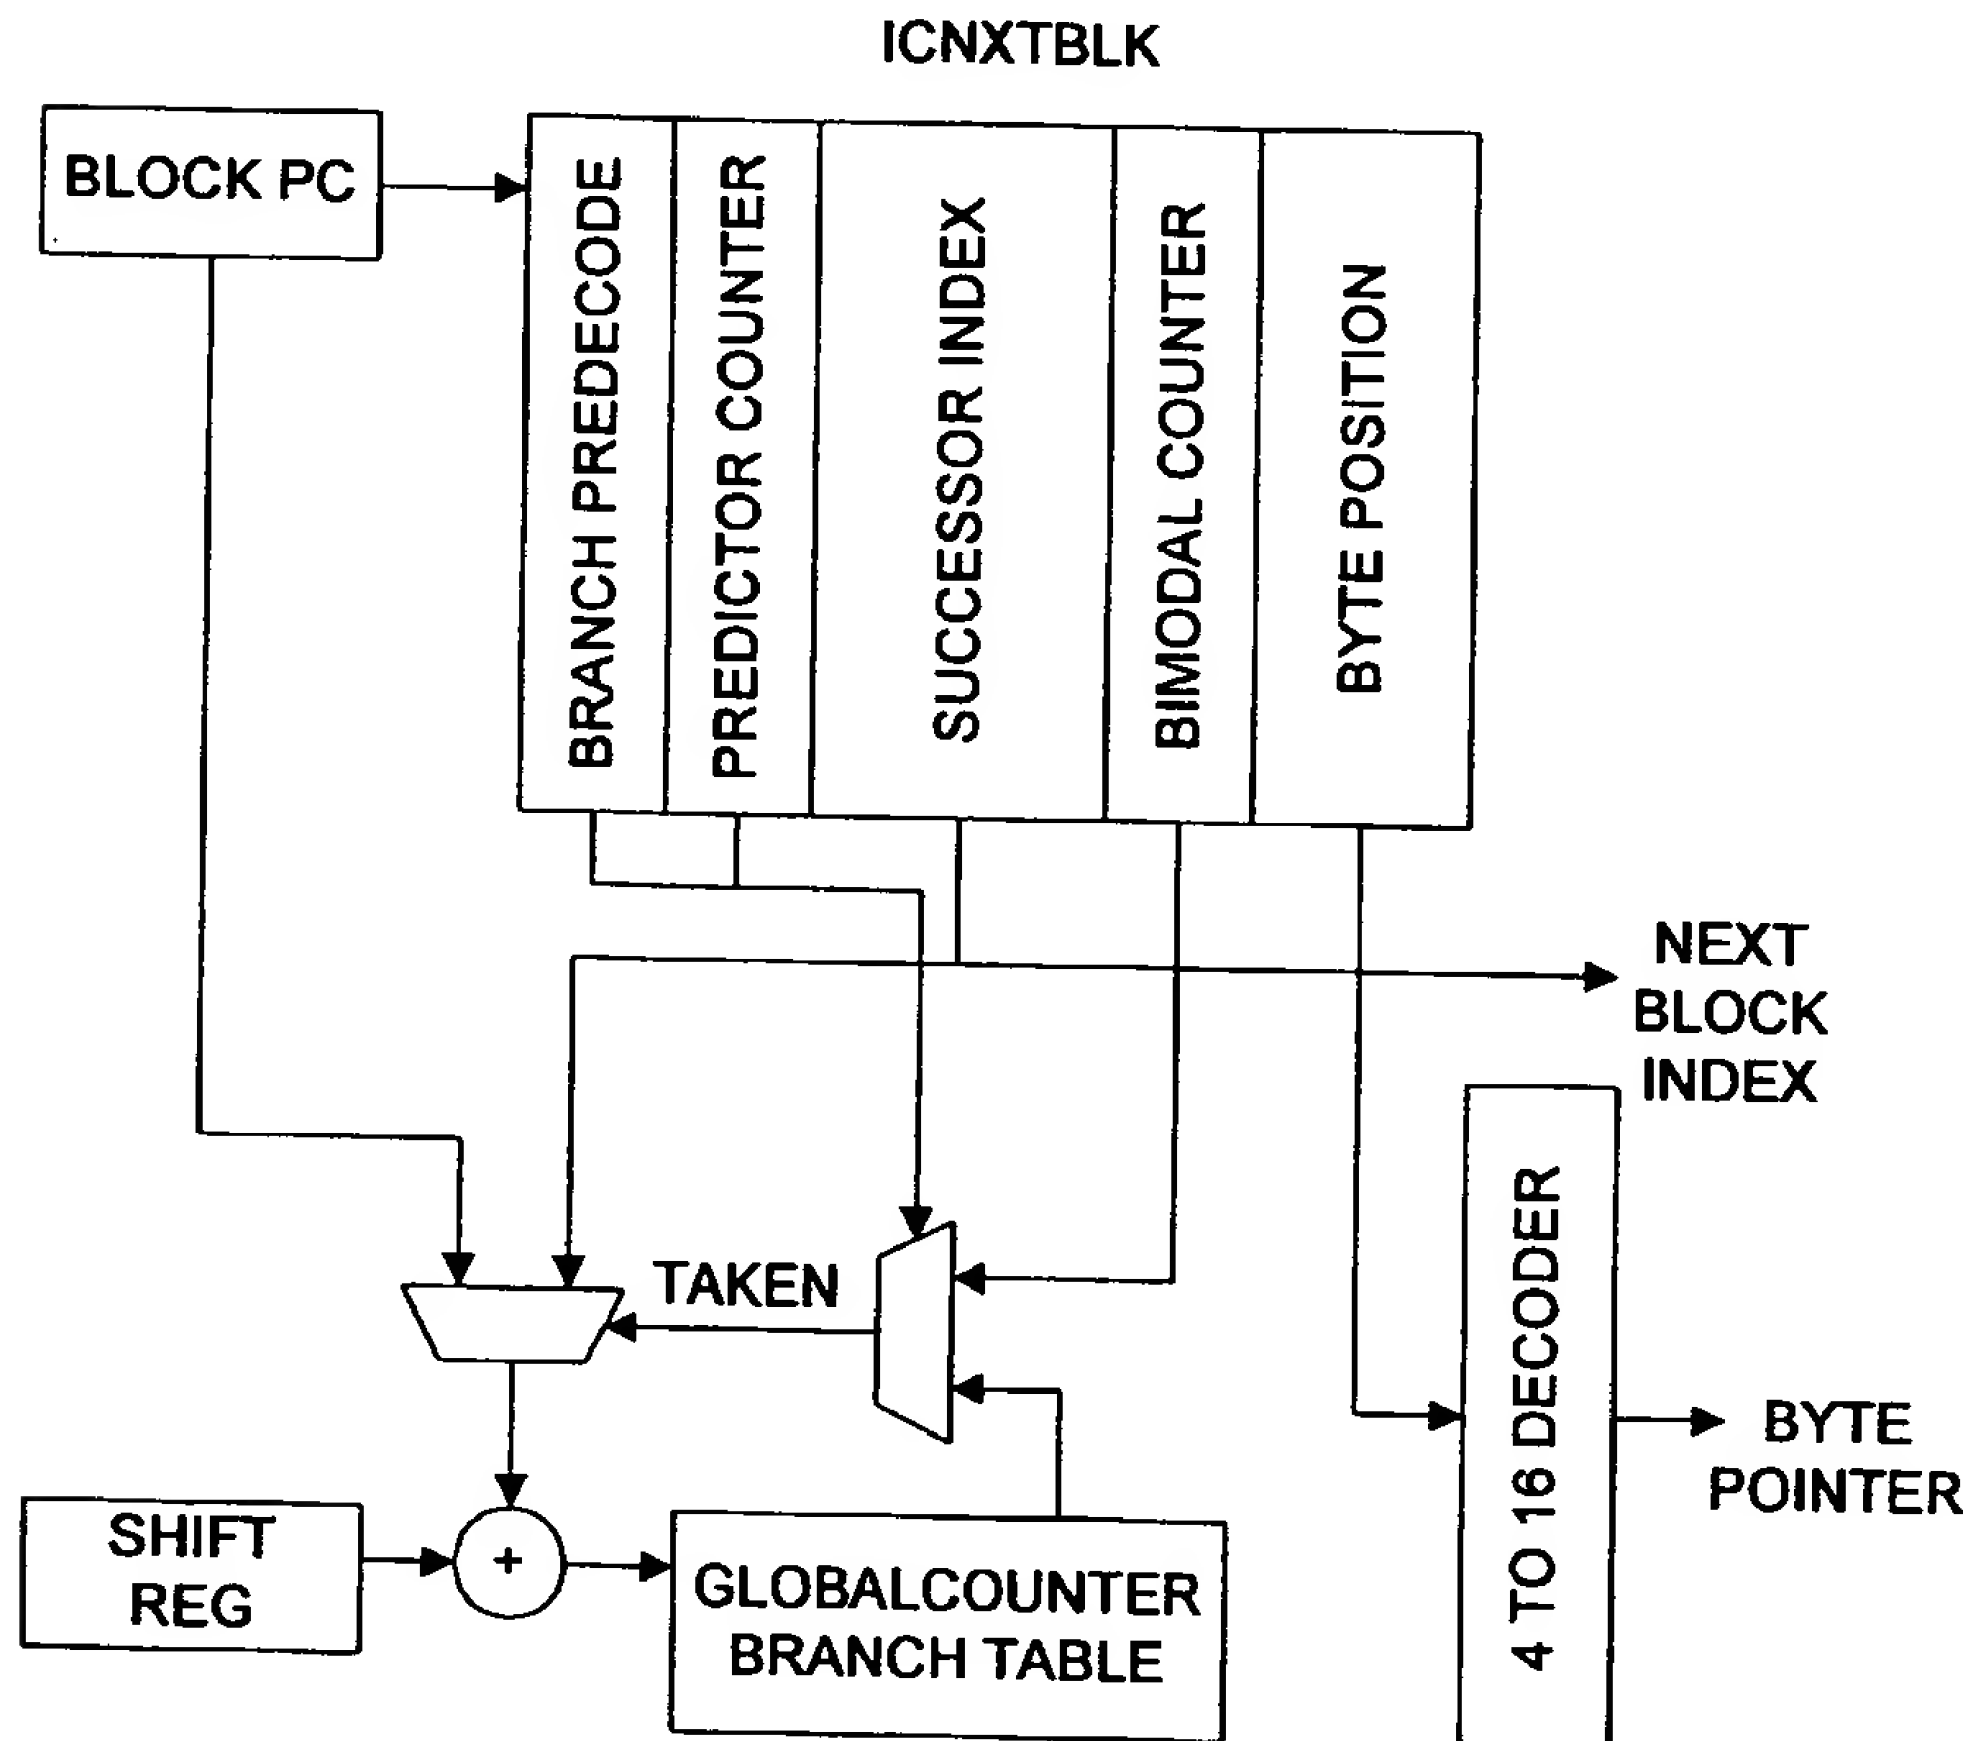 ICNXTBLK
BLOCK PC
BRANCH PREDECODE
PREDICTOR COUNTER
SUCCESSOR INDEX
BIMODAL COUNTER
BYTE POSITION
NEXT
BLOCK
INDEX
TAKEN
4 TO 16 DECODER
BYTE
POINTER
SHIFT
REG
+
GLOBALCOUNTER
BRANCH TABLE